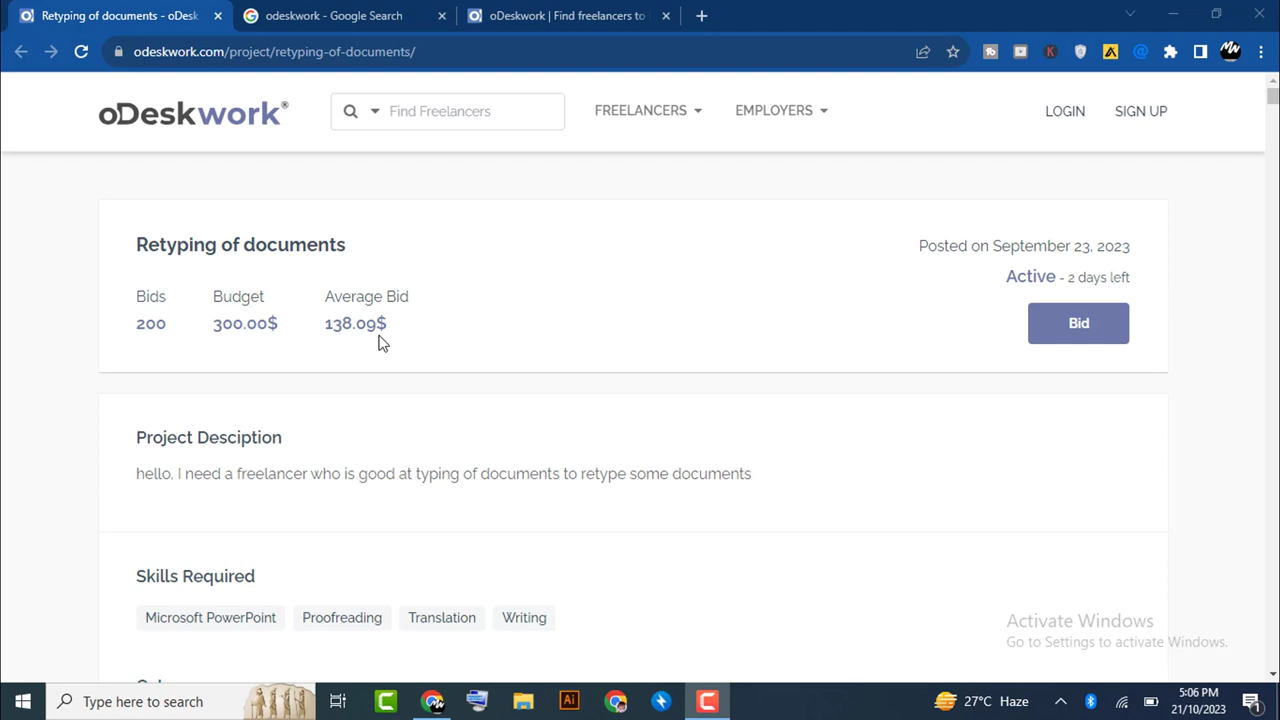 Retyping of documents - oDesk
odeskwork - Google Search
oDeskwork | Find freelancers to
odeskwork.com/project/retyping-of-documents/
oDeskwork®
Find Freelancers
FREELANCERS
EMPLOYERS
LOGIN
SIGN UP
Retyping of documents
Posted on September 23, 2023
Active - 2 days left
Bids
Budget
Average Bid
200
300.00$
138.09$
Bid
Project Desciption
hello. I need a freelancer who is good at typing of documents to retype some documents
Skills Required
Microsoft PowerPoint
Proofreading
Translation
Writing
Activate Windows
Go to Settings to activate Windows.
Type here to search
27°C Haze
5:06 PM
21/10/2023